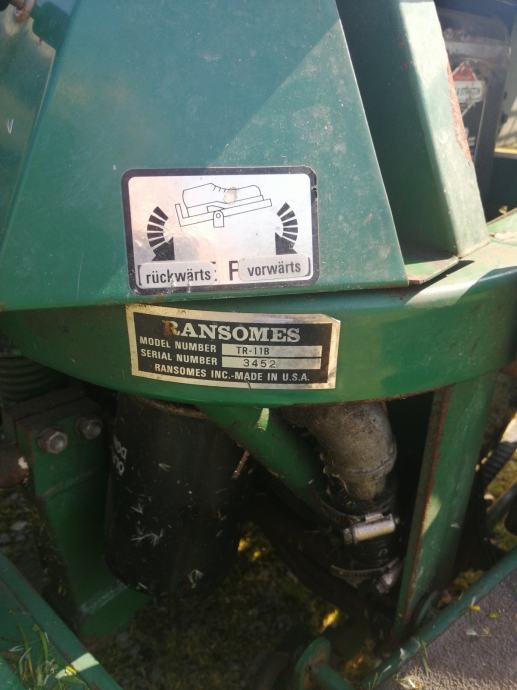 rückwärts F vorwärts
RANSOMES
MODEL NUMBER TR-11B
SERIAL NUMBER 3452
RANSOMES INC.-MADE IN U.S.A.